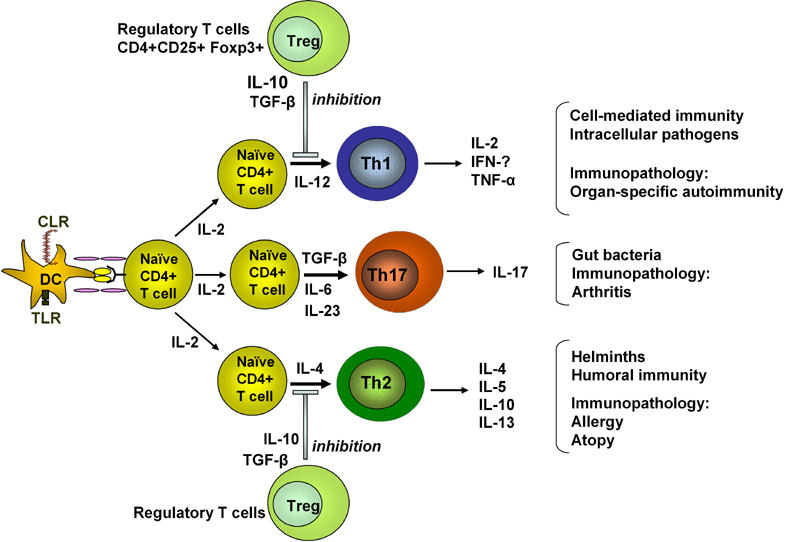 Regulatory T cells
CD4+CD25+ Foxp3+
Treg
IL-10
TGF-β
inhibition
Naïve
CD4+
T cell
IL-12
Th1
IL-2
IFN-?
TNF-α
Cell-mediated immunity
Intracellular pathogens
Immunopathology:
Organ-specific autoimmunity
IL-2
CLR
DC
TLR
Naïve
CD4+
T cell
IL-2
Naïve
CD4+
T cell
TGF-β
IL-6
IL-23
Th17
IL-17
Gut bacteria
Immunopathology:
Arthritis
IL-2
Naïve
CD4+
T cell
IL-4
Th2
IL-4
IL-5
IL-10
IL-13
Helminths
Humoral immunity
Immunopathology:
Allergy
Atopy
IL-10
TGF-β
inhibition
Regulatory T cells
Treg